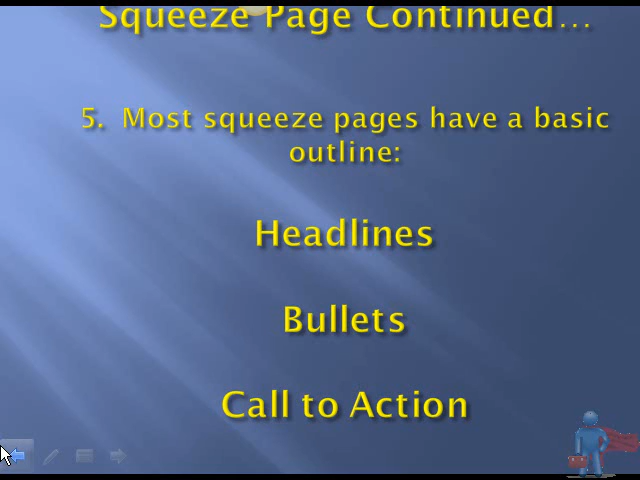 Squeeze Page Continued…
5. Most squeeze pages have a basic
outline:
Headlines
Bullets
Call to Action